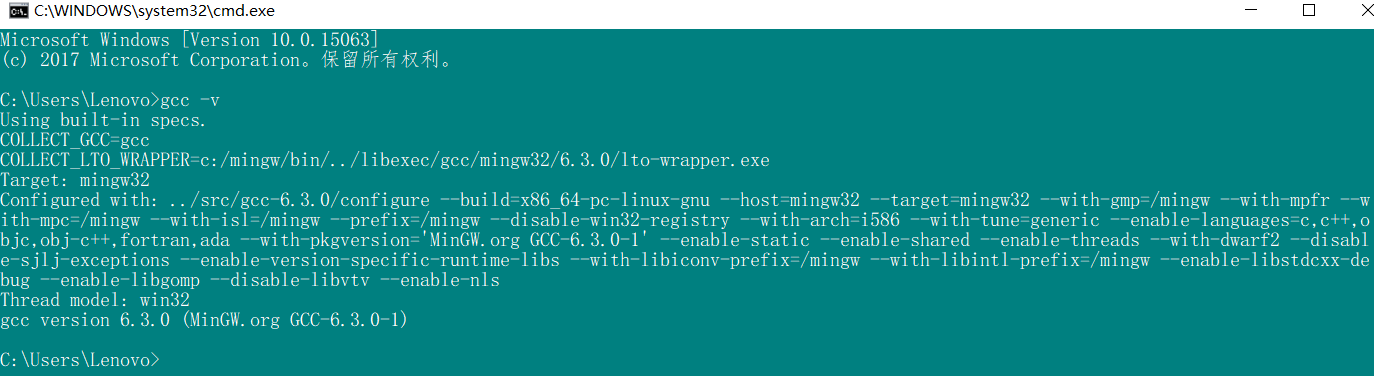 C:\WINDOWS\system32\cmd.exe
Microsoft Windows [Version 10.0.15063]
(c) 2017 Microsoft Corporation。保留所有权利。
C:\Users\Lenovo>gcc -v
Using built-in specs.
COLLECT_GCC=gcc
COLLECT_LTO_WRAPPER=c:/mingw/bin/../libexec/gcc/mingw32/6.3.0/lto-wrapper.exe
Target: mingw32
Configured with: ../src/gcc-6.3.0/configure --build=x86_64-pc-linux-gnu --host=mingw32 --target=mingw32 --with-gmp=/mingw --with-mpfr --w
ith-mpc=/mingw --with-isl=/mingw --prefix=/mingw --disable-win32-registry --with-arch=i586 --with-tune=generic --enable-languages=c,c++,o
bjc,obj-c++,fortran,ada --with-pkgversion='MinGW.org GCC-6.3.0-1' --enable-static --enable-shared --enable-threads --with-dwarf2 --disabl
e-sjlj-exceptions --enable-version-specific-runtime-libs --with-libiconv-prefix=/mingw --with-libintl-prefix=/mingw --enable-libstdcxx-de
bug --enable-libgomp --disable-libvtv --enable-nls
Thread model: win32
gcc version 6.3.0 (MinGW.org GCC-6.3.0-1)
C:\Users\Lenovo>